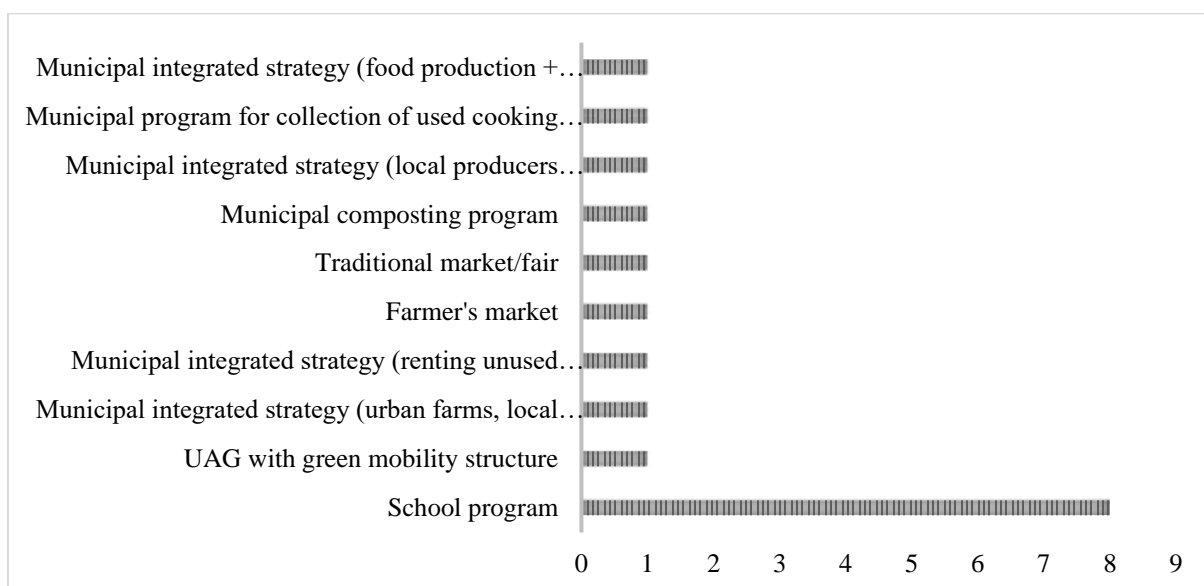 Municipal integrated strategy (food production +…
Municipal program for collection of used cooking…
Municipal integrated strategy (local producers…
Municipal composting program
Traditional market/fair
Farmer's market
Municipal integrated strategy (renting unused…
Municipal integrated strategy (urban farms, local…
UAG with green mobility structure
School program
0 1 2 3 4 5 6 7 8 9